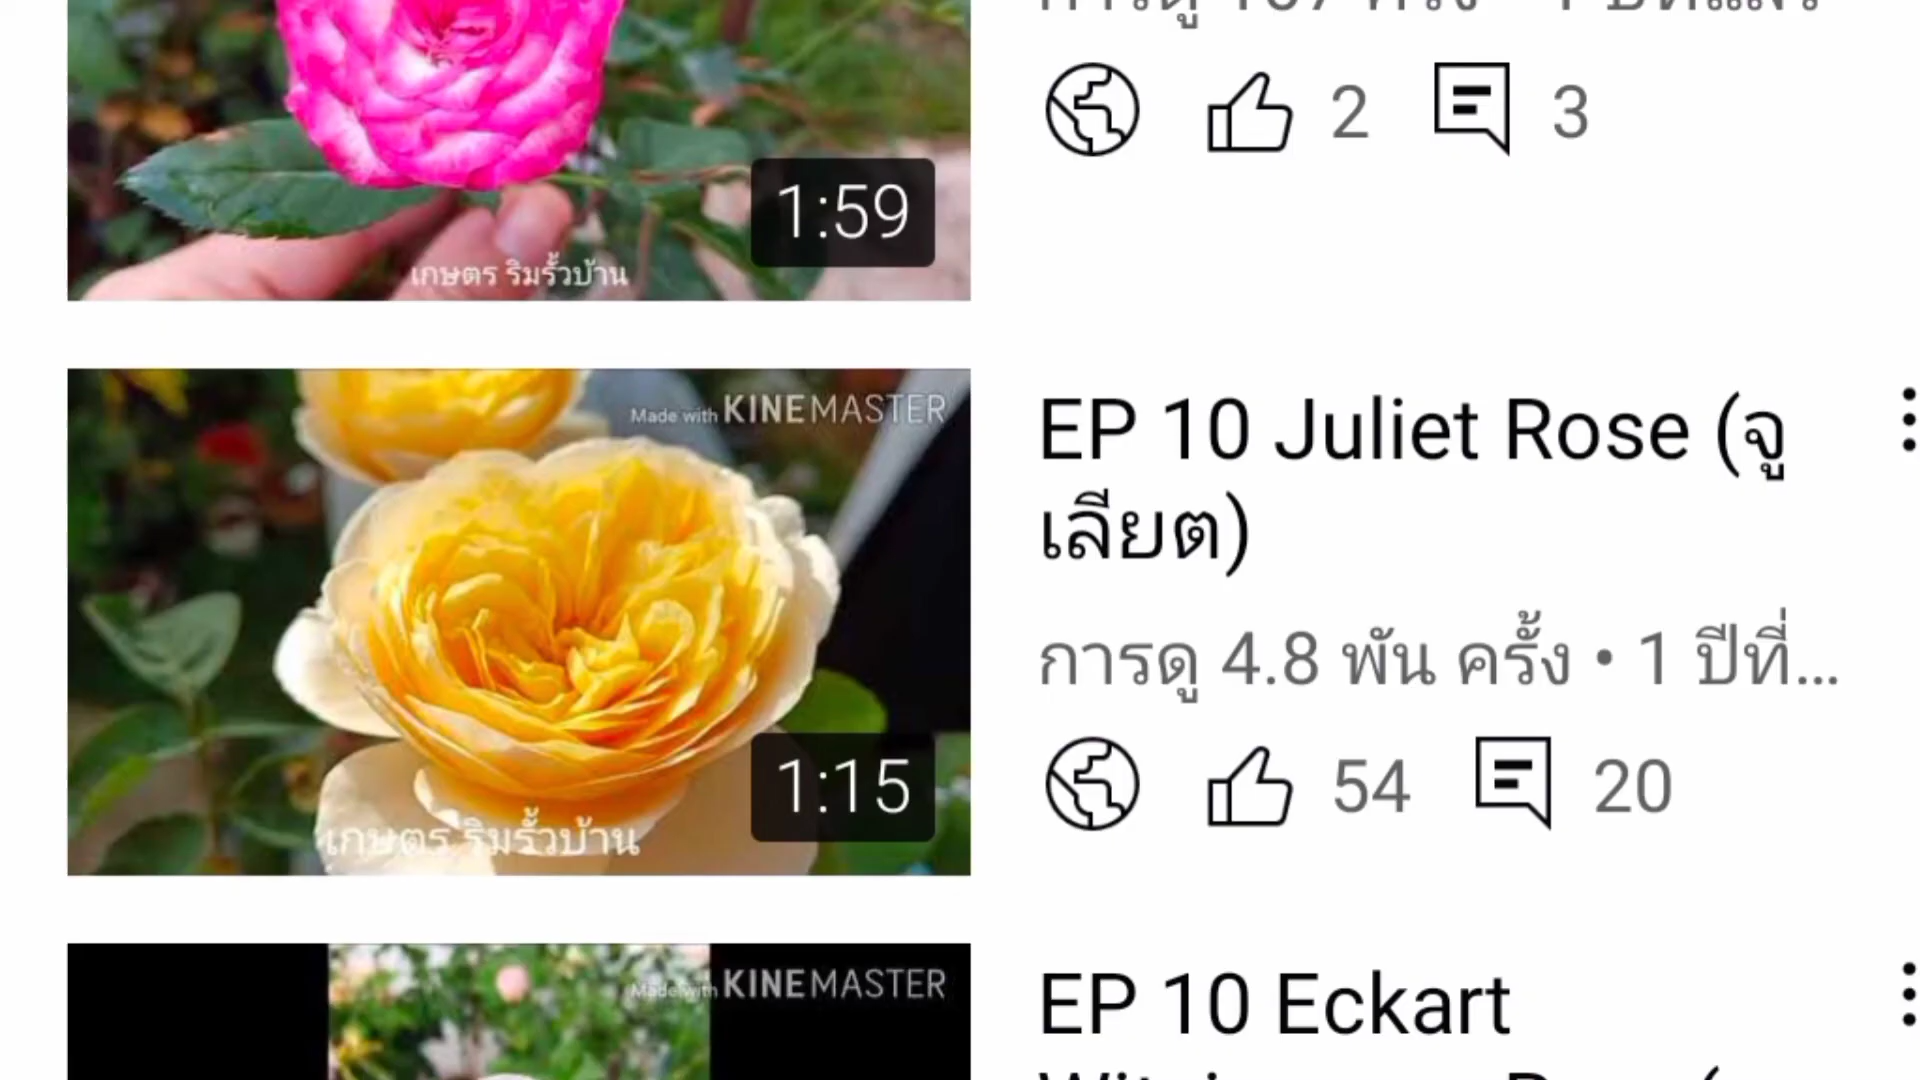 2
3
1:59
เกษตร ริมรั้วบ้าน
Made with KINEMASTER
EP 10 Juliet Rose (จู
เลียต)
การดู 4.8 พัน ครั้ง • 1 ปีที่...
54
20
1:15
เกษตร ริมรั้วบ้าน
Made with KINEMASTER
EP 10 Eckart